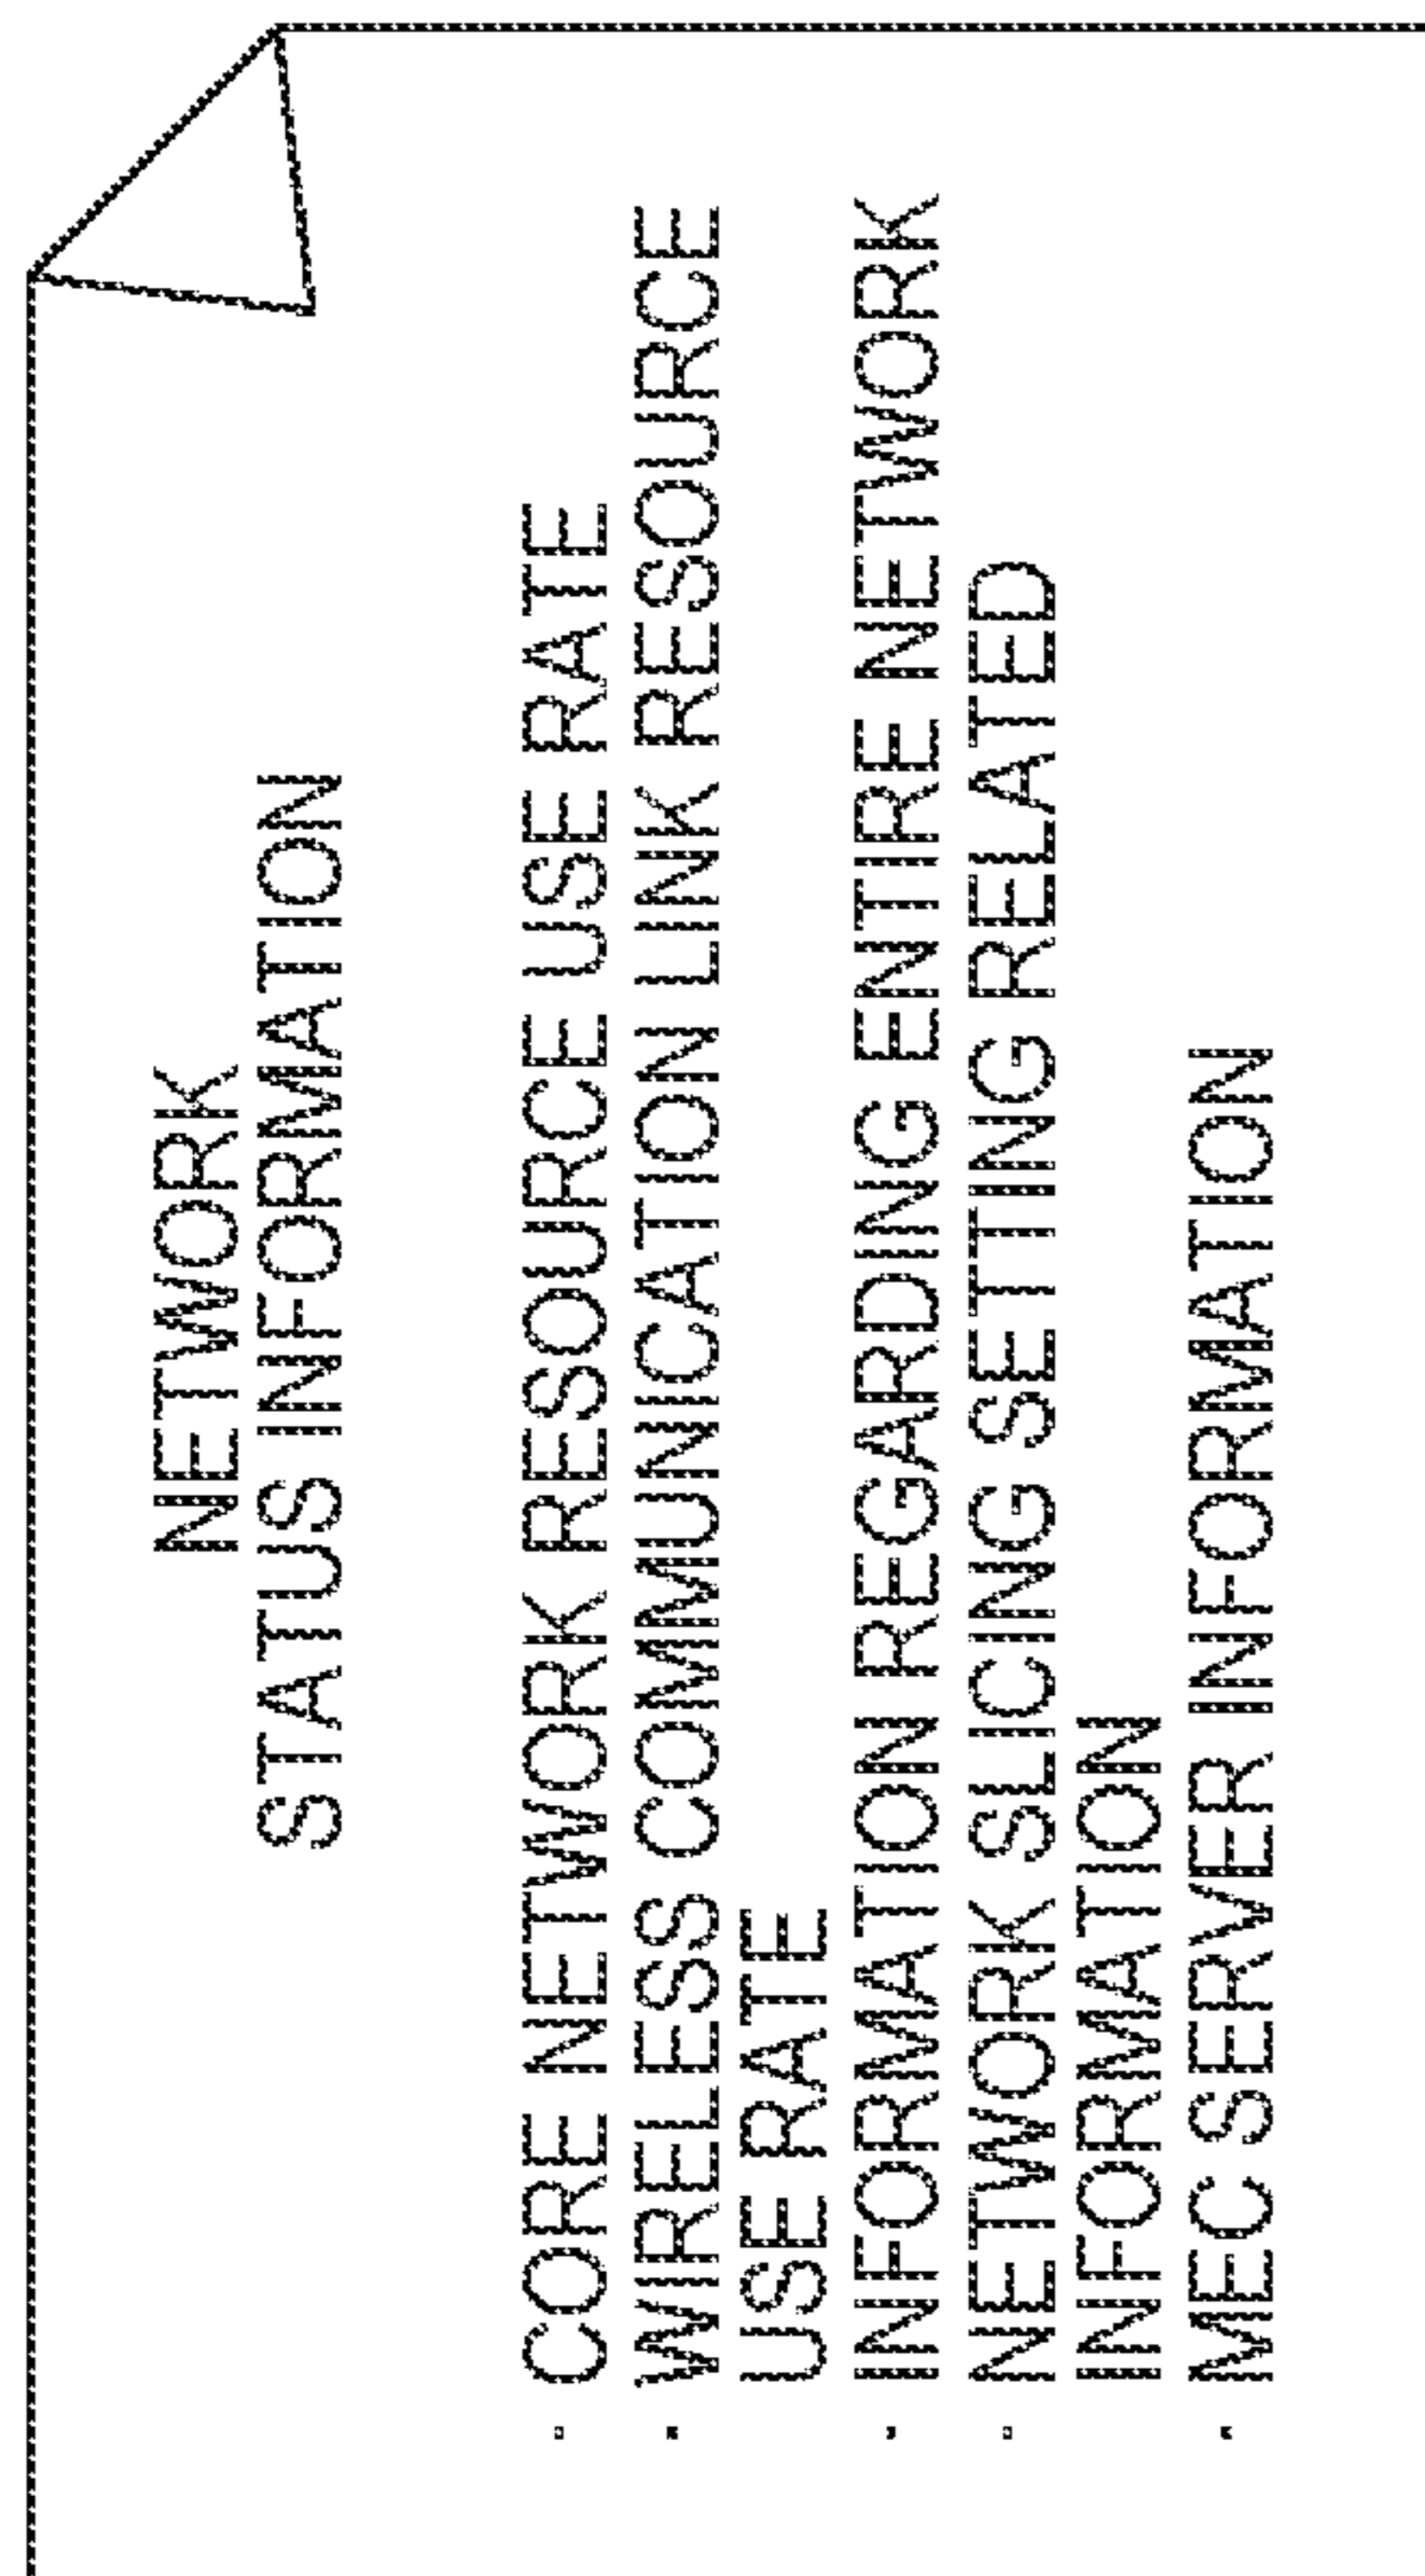 NETWORK
STATUS INFORMATION
· CORE NETWORK RESOURCE USE RATE
· WIRELESS COMMUNICATION LINK RESOURCE
USE RATE
· INFORMATION REGARDING ENTIRE NETWORK
· NETWORK SLICING SETTING RELATED
INFORMATION
· MEC SERVER INFORMATION